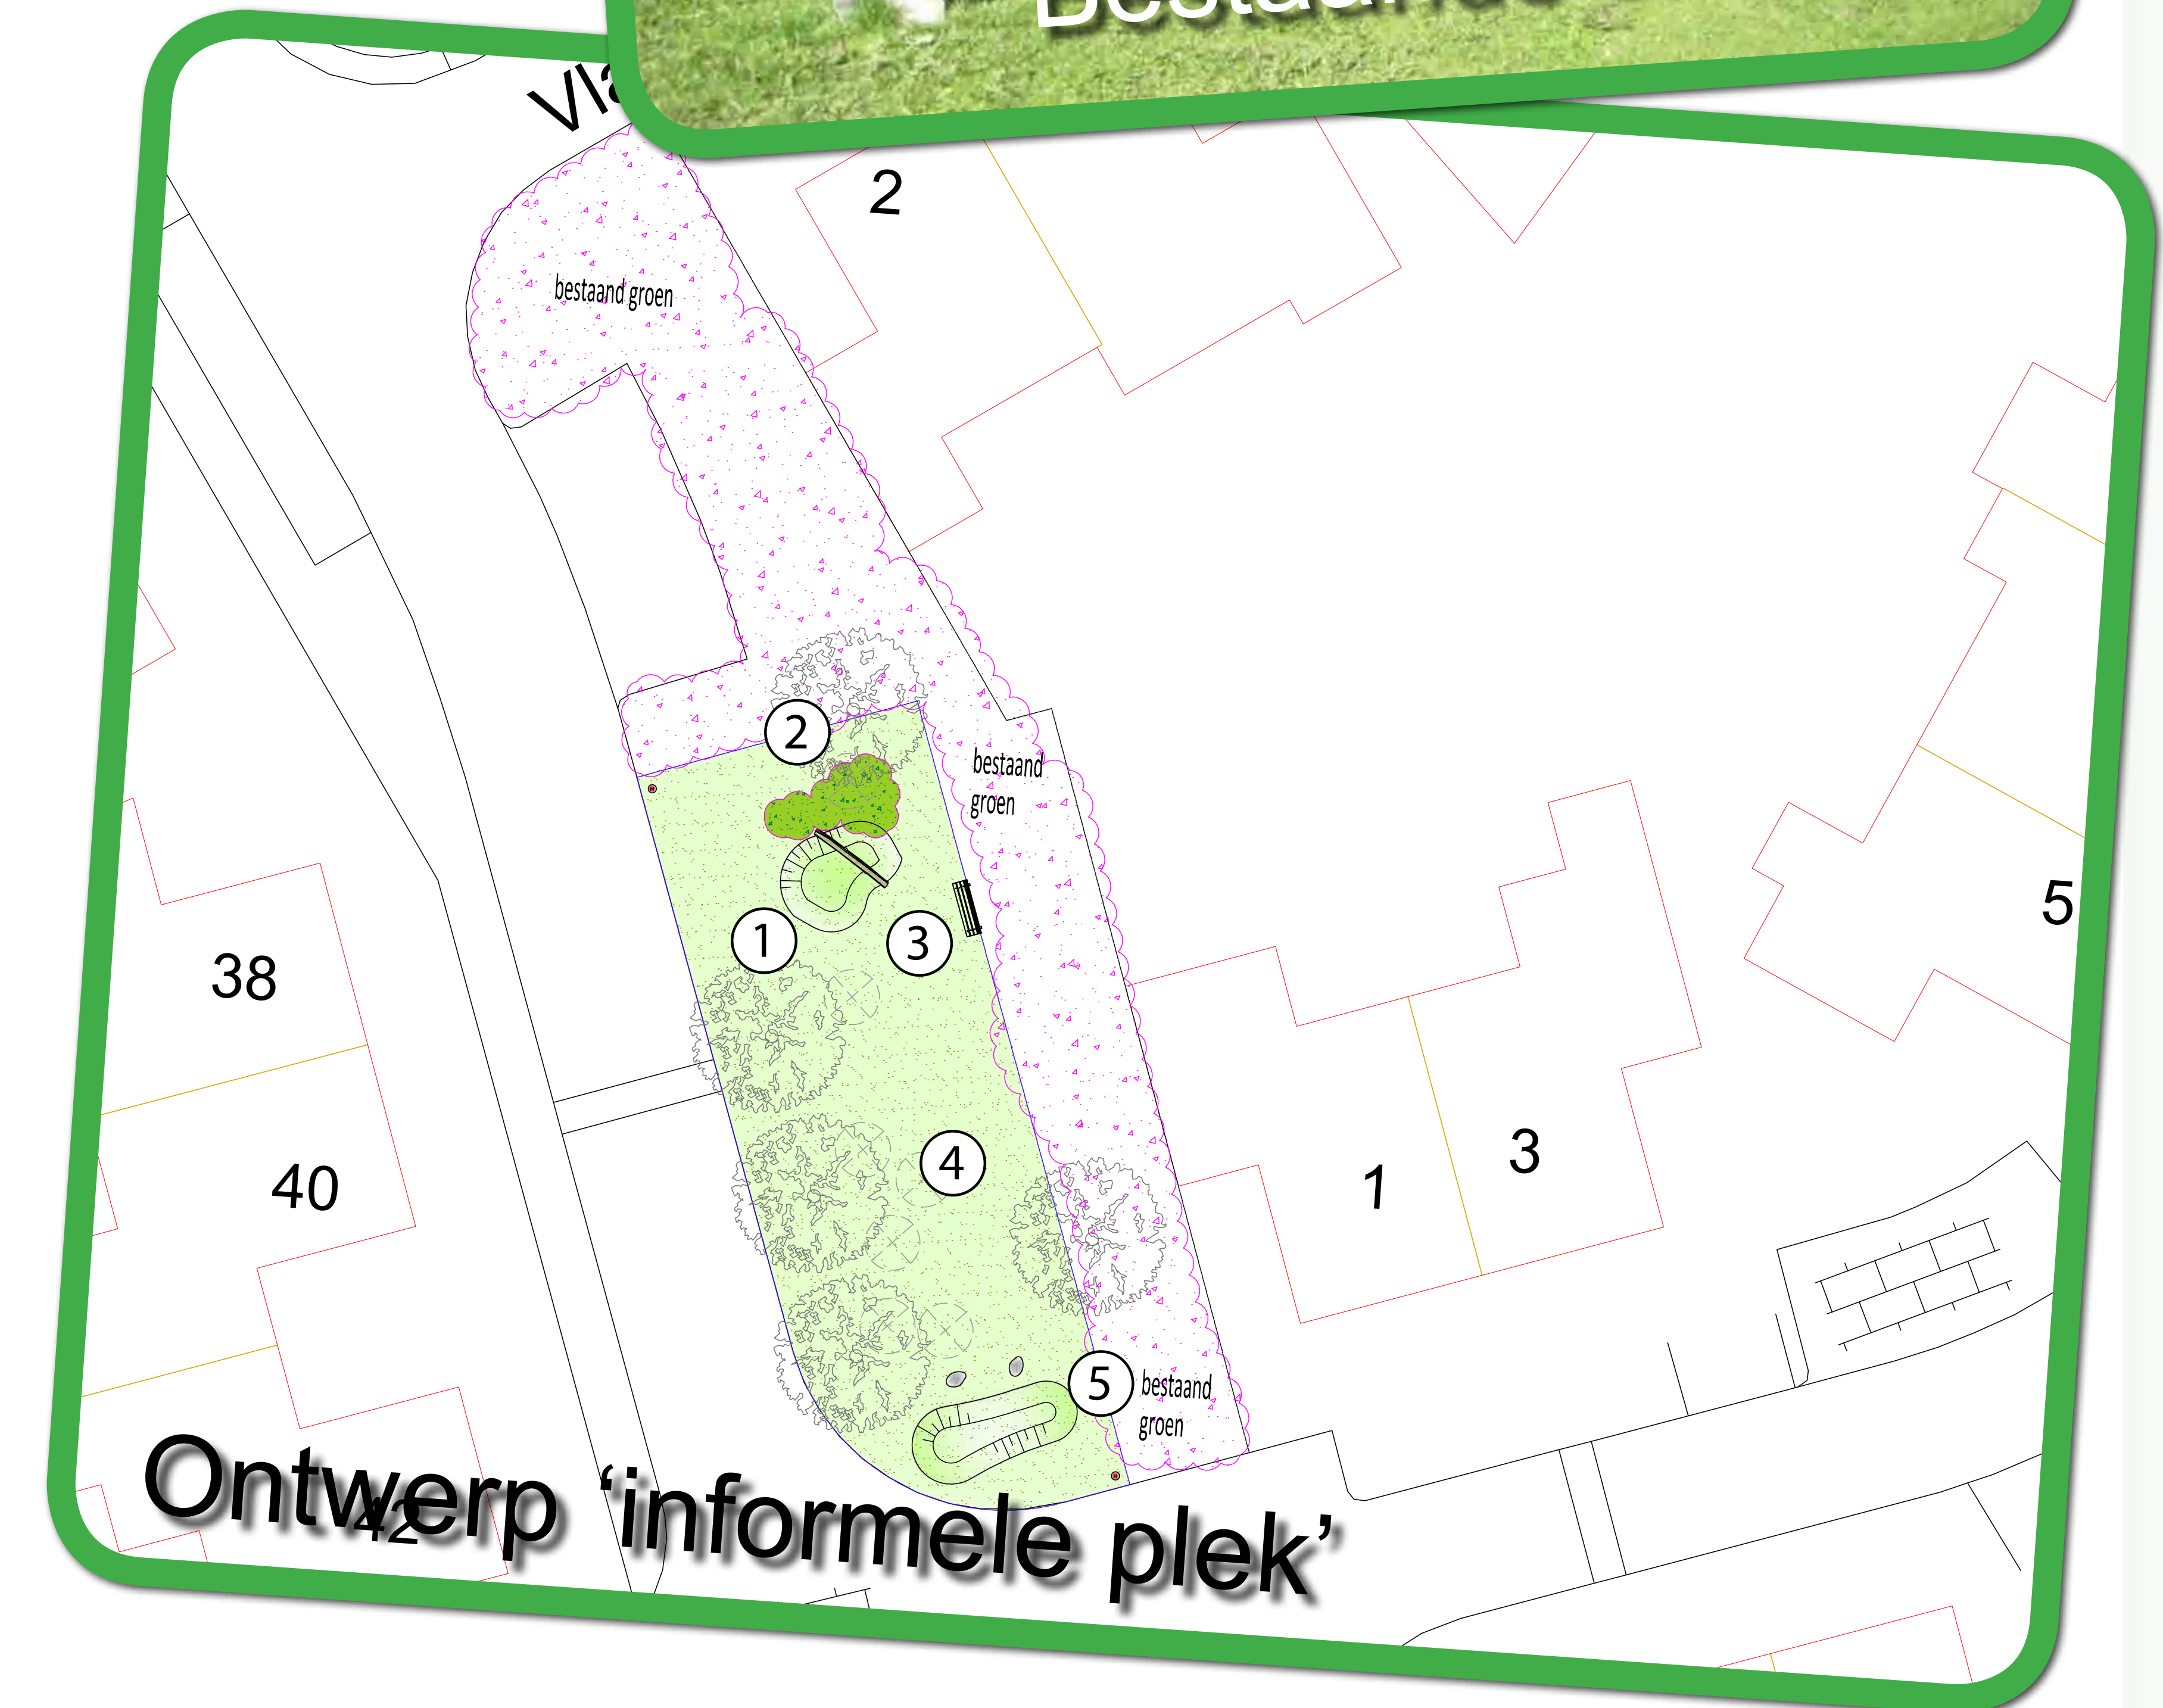 2
bestaand groen
2
bestaand
groen
1
3
5
38
4
40
1
3
5
bestaand
groen
42
Ontwerp ‘informele plek’